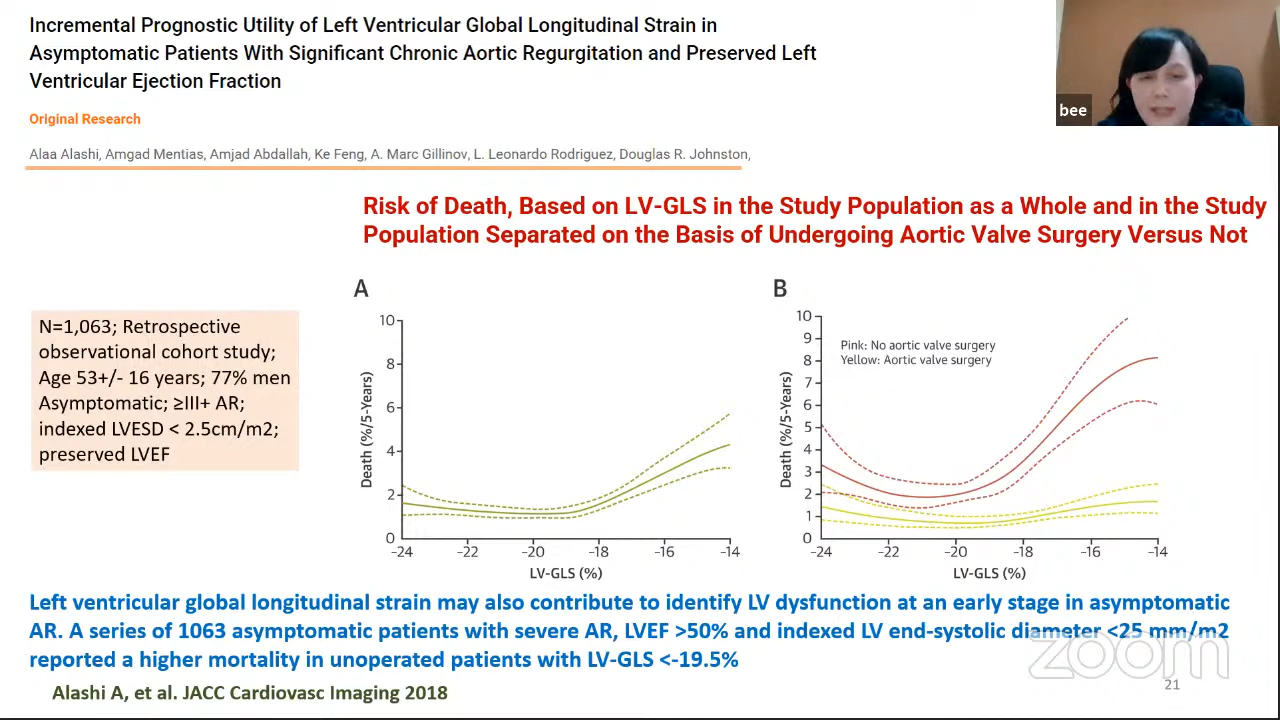 Incremental Prognostic Utility of Left Ventricular Global Longitudinal Strain in
Asymptomatic Patients With Significant Chronic Aortic Regurgitation and Preserved Left
Ventricular Ejection Fraction
bee
Original Research
Alaa Alashi, Amgad Mentias, Amjad Abdallah, Ke Feng, A. Marc Gillinov, L. Leonardo Rodriguez, Douglas R. Johnston,
Risk of Death, Based on LV-GLS in the Study Population as a Whole and in the Study
Population Separated on the Basis of Undergoing Aortic Valve Surgery Versus Not
N=1,063; Retrospective
observational cohort study;
Age 53+/- 16 years; 77% men
Asymptomatic; ≥III+ AR;
indexed LVESD < 2.5cm/m2;
preserved LVEF
A
10
8
6
4
2
0
Death (%/5-Years)
-24
-22
-20
-18
-16
-14
LV-GLS (%)
B
10
9
8
7
6
5
4
3
2
1
0
Death (%/5-Years)
Pink: No aortic valve surgery
Yellow: Aortic valve surgery
-24
-22
-20
-18
-16
-14
LV-GLS (%)
Left ventricular global longitudinal strain may also contribute to identify LV dysfunction at an early stage in asymptomatic
AR. A series of 1063 asymptomatic patients with severe AR, LVEF >50% and indexed LV end-systolic diameter <25 mm/m2
reported a higher mortality in unoperated patients with LV-GLS <-19.5%
zoom
21
Alashi A, et al. JACC Cardiovasc Imaging 2018